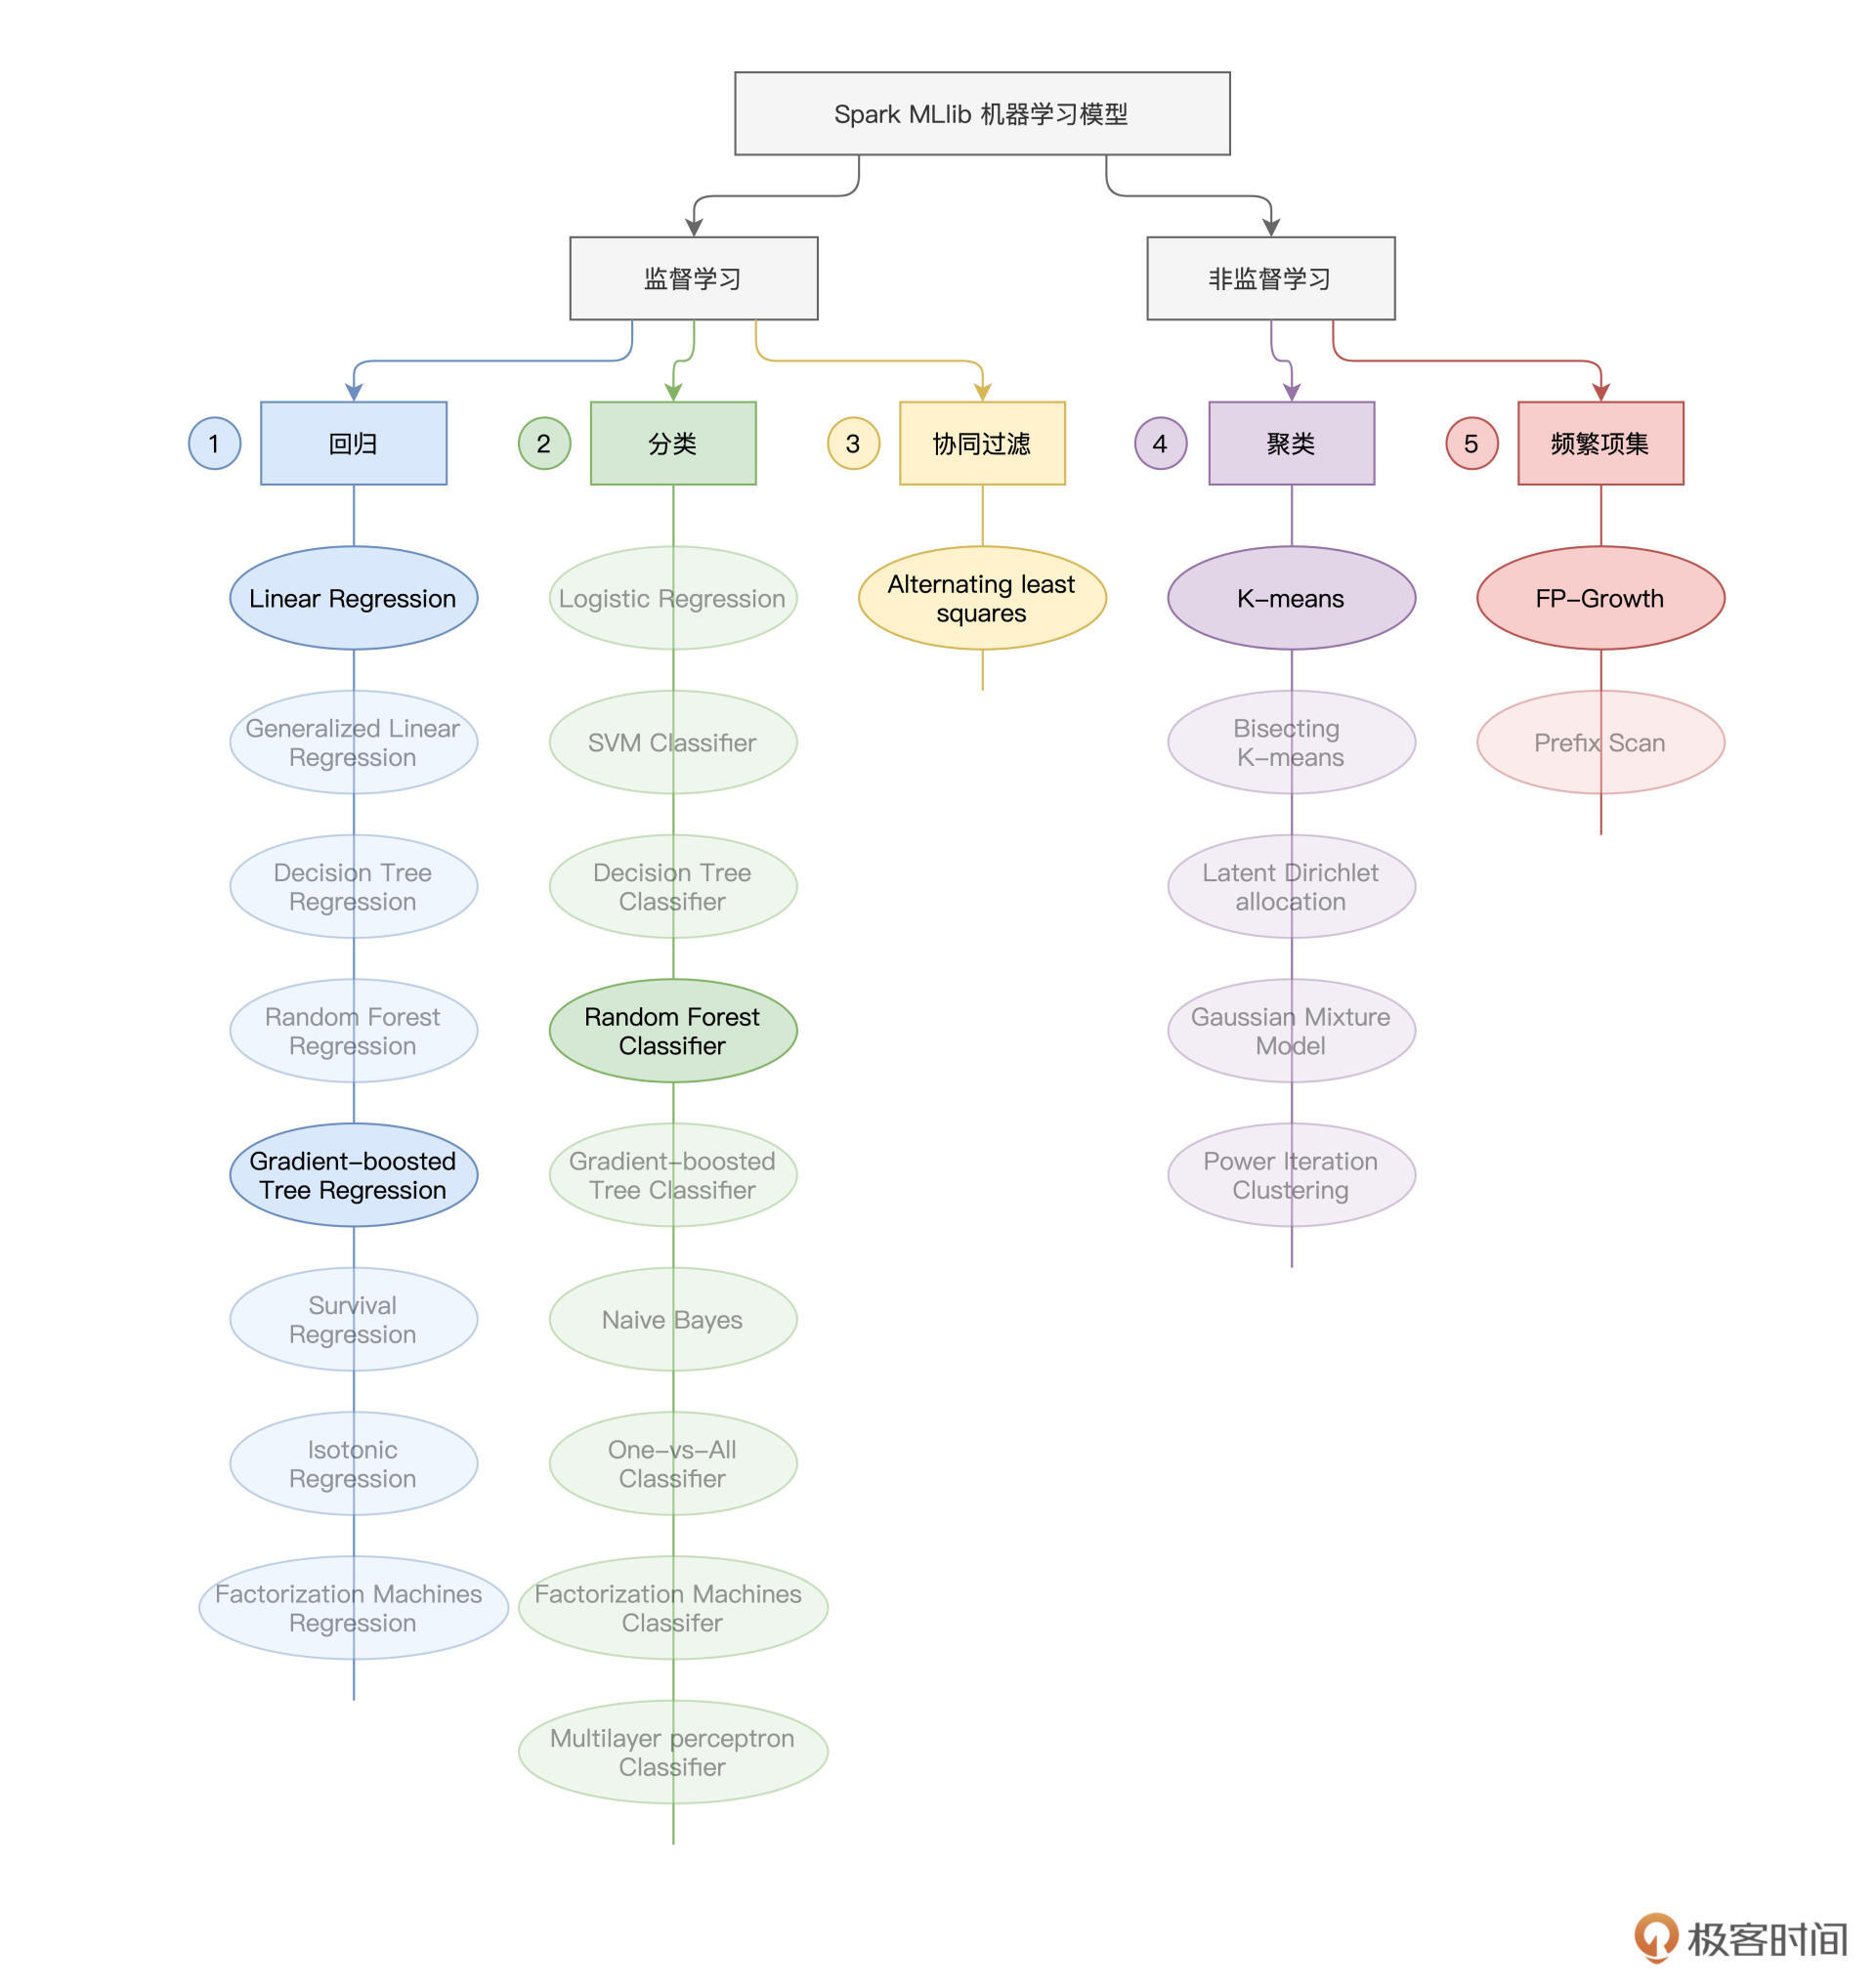 Spark MLlib 机器学习模型
监督学习
非监督学习
1
回归
2
分类
3
协同过滤
4
聚类
5
频繁项集
Linear Regression
Generalized Linear
Regression
Decision Tree
Regression
Random Forest
Regression
Gradient-boosted
Tree Regression
Survival
Regression
Isotonic
Regression
Factorization Machines
Regression
Logistic Regression
SVM Classifier
Decision Tree
Classifier
Random Forest
Classifier
Gradient-boosted
Tree Classifier
Naive Bayes
One-vs-All
Classifier
Factorization Machines
Classifer
Multilayer perceptron
Classifier
Alternating least
squares
K-means
Bisecting
K-means
Latent Dirichlet
allocation
Gaussian Mixture
Model
Power Iteration
Clustering
FP-Growth
Prefix Scan
极客时间